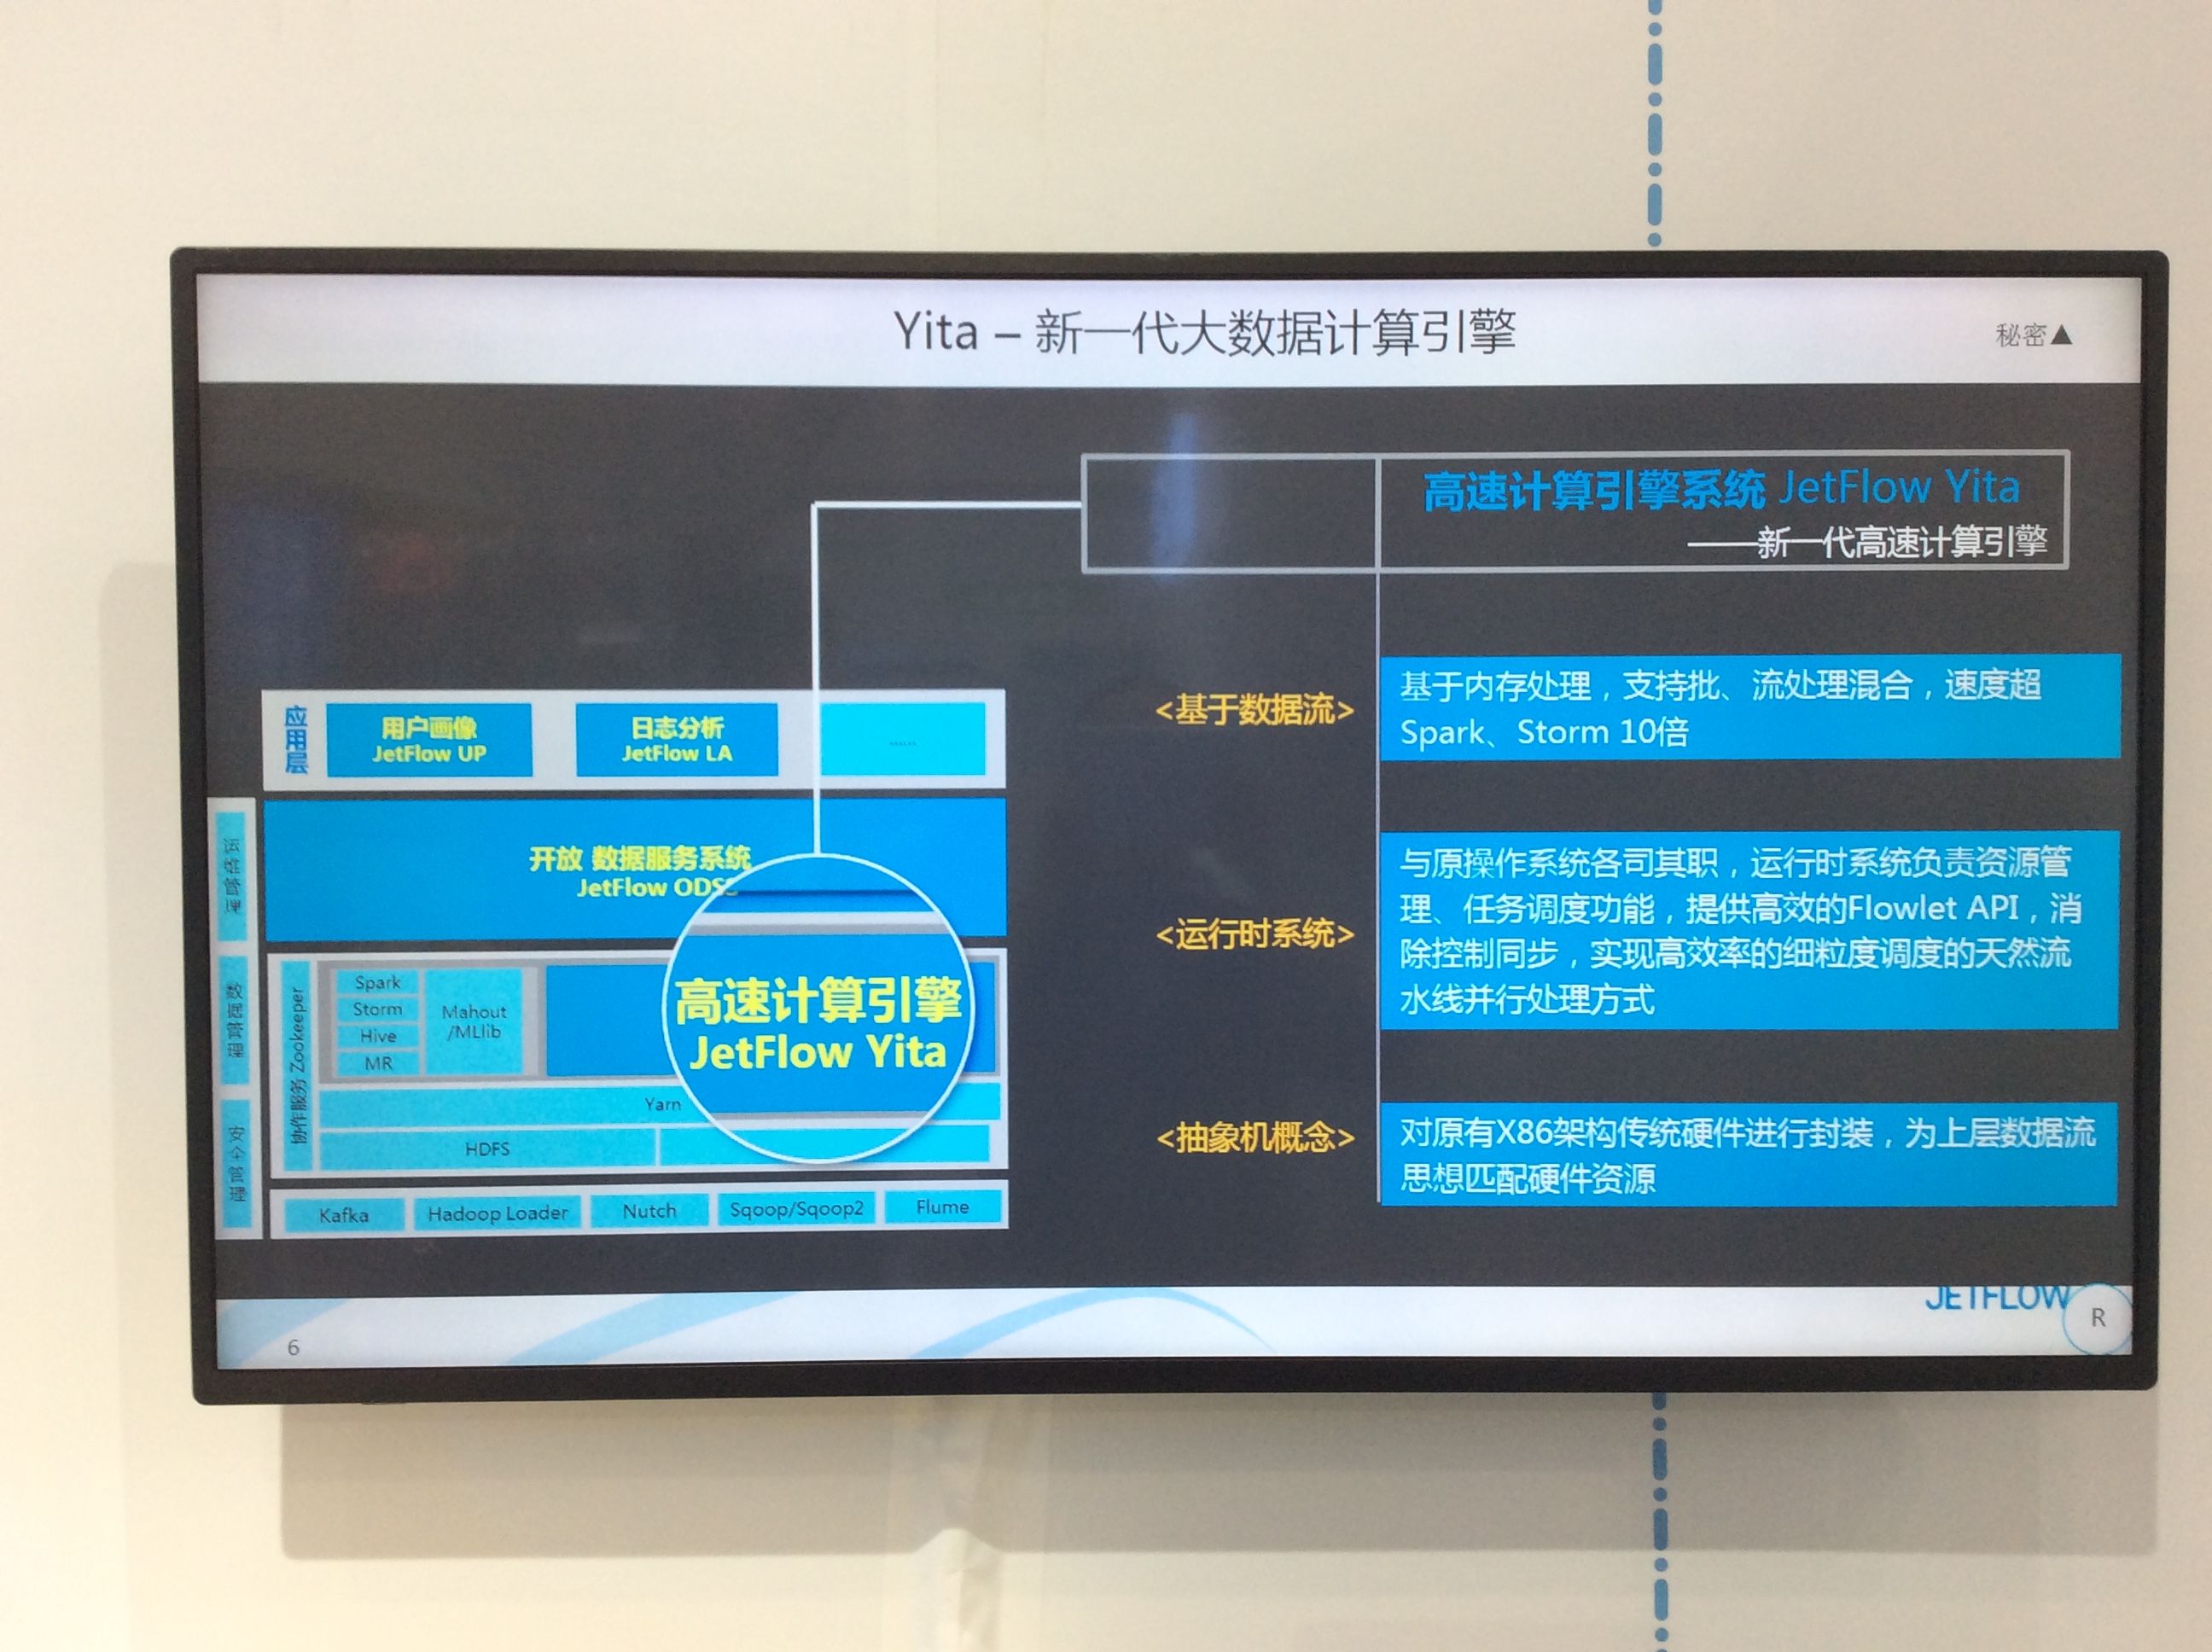 Yita – 新一代大数据计算引擎
秘密▲
高速计算引擎系统 JetFlow Yita
——新一代高速计算引擎
<基于数据流>
基于内存处理，支持批、流处理混合，速度超
Spark、Storm 10倍
<运行时系统>
与原操作系统各司其职，运行时系统负责资源管
理、任务调度功能，提供高效的Flowlet API，消
除控制同步，实现高效率的细粒度调度的天然流
水线并行处理方式
<抽象机概念>
对原有X86架构传统硬件进行封装，为上层数据流
思想匹配硬件资源
应用层
用户画像
JetFlow UP
日志分析
JetFlow LA
......
运维管理
数据管理
安全管理
开放 数据服务系统
JetFlow ODSS
协作服务 Zookeeper
Spark
Storm
Hive
MR
Mahout
/MLlib
高速计算引擎
JetFlow Yita
Yarn
HDFS
Kafka
Hadoop Loader
Nutch
Sqoop/Sqoop2
Flume
6
JETFLOW
R